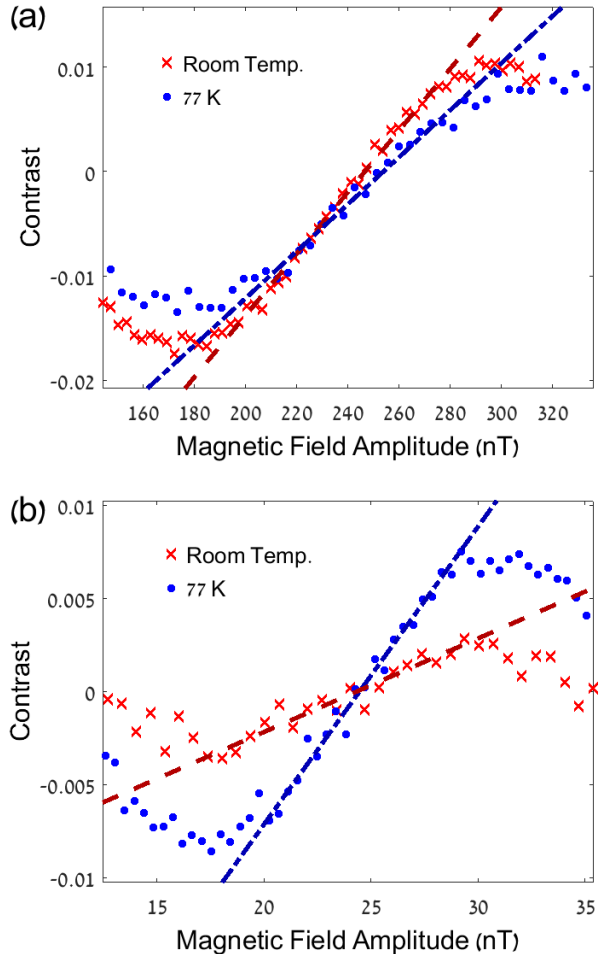 (a)
0.01
0
-0.01
-0.02
Contrast
Room Temp.
77 K
160 180 200 220 240 260 280 300 320
Magnetic Field Amplitude (nT)
(b)
0.01
0.005
0
-0.005
-0.01
Contrast
Room Temp.
77 K
15 20 25 30 35
Magnetic Field Amplitude (nT)